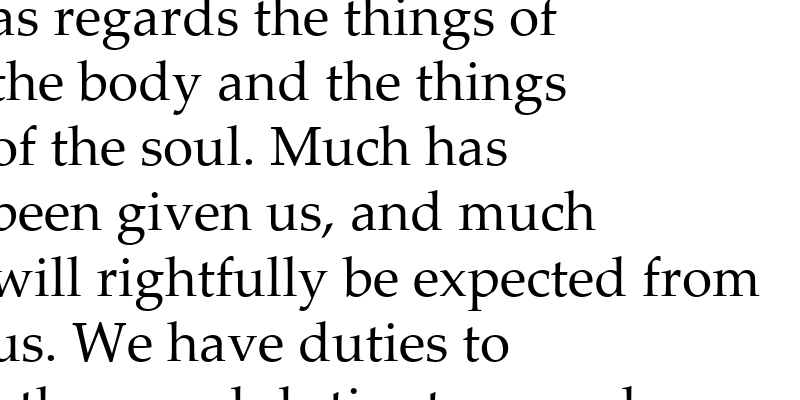 as regards the things of
the body and the things
of the soul. Much has
been given us, and much
will rightfully be expected from
us. We have duties to